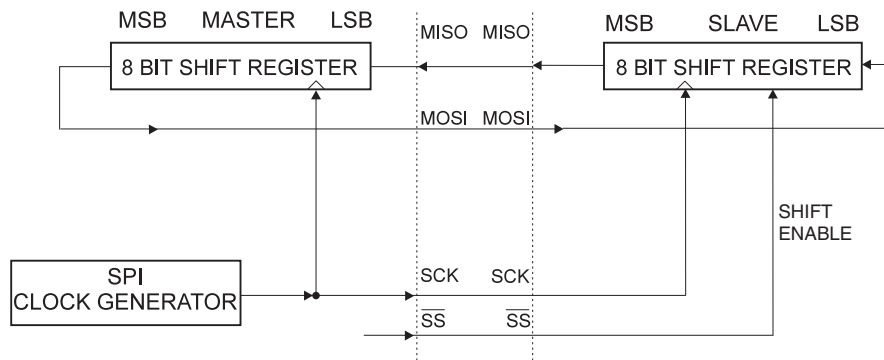 MSB MASTER LSB
MISO MISO
MSB SLAVE LSB
8 BIT SHIFT REGISTER
8 BIT SHIFT REGISTER
MOSI MOSI
SHIFT
ENABLE
SPI
CLOCK GENERATOR
SCK SCK
SS SS